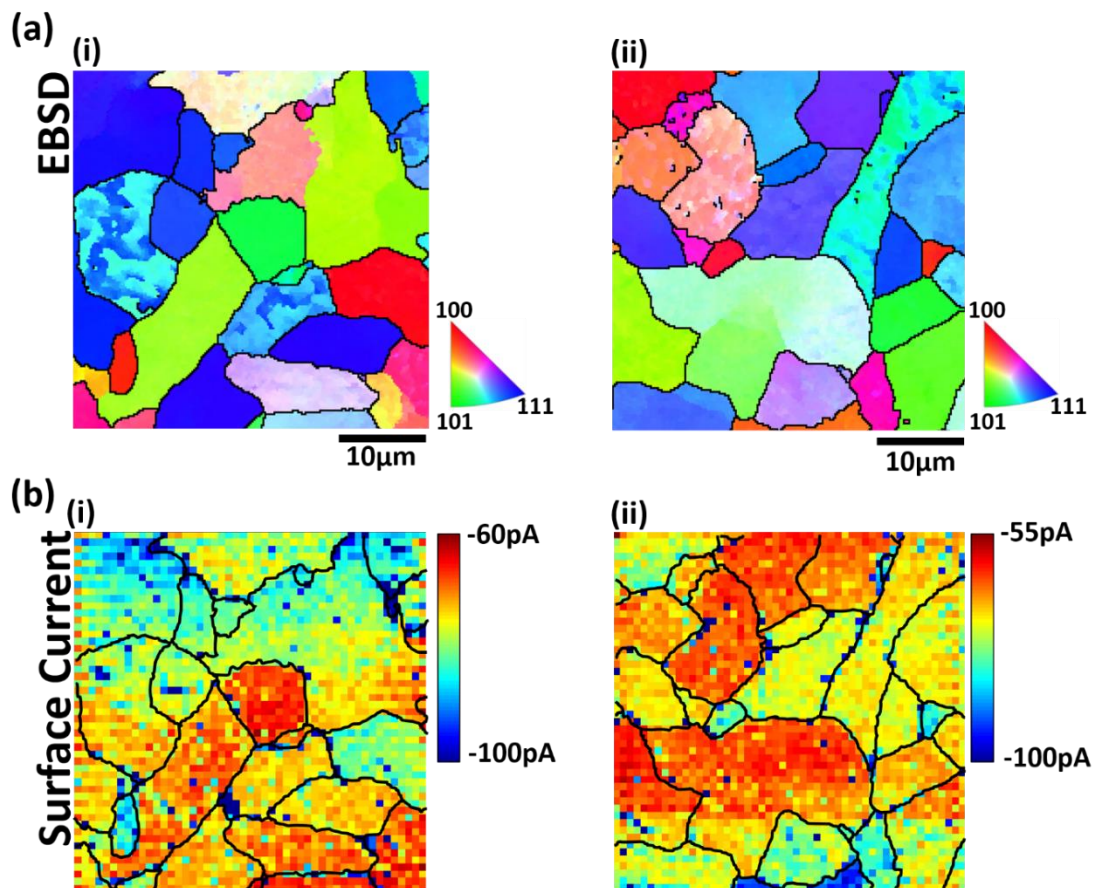 (a)
(i)
(ii)
EBSD
100
101
111
10μm
100
101
111
10μm
(b)
(i)
(ii)
Surface Current
-60pA
-100pA
-55pA
-100pA